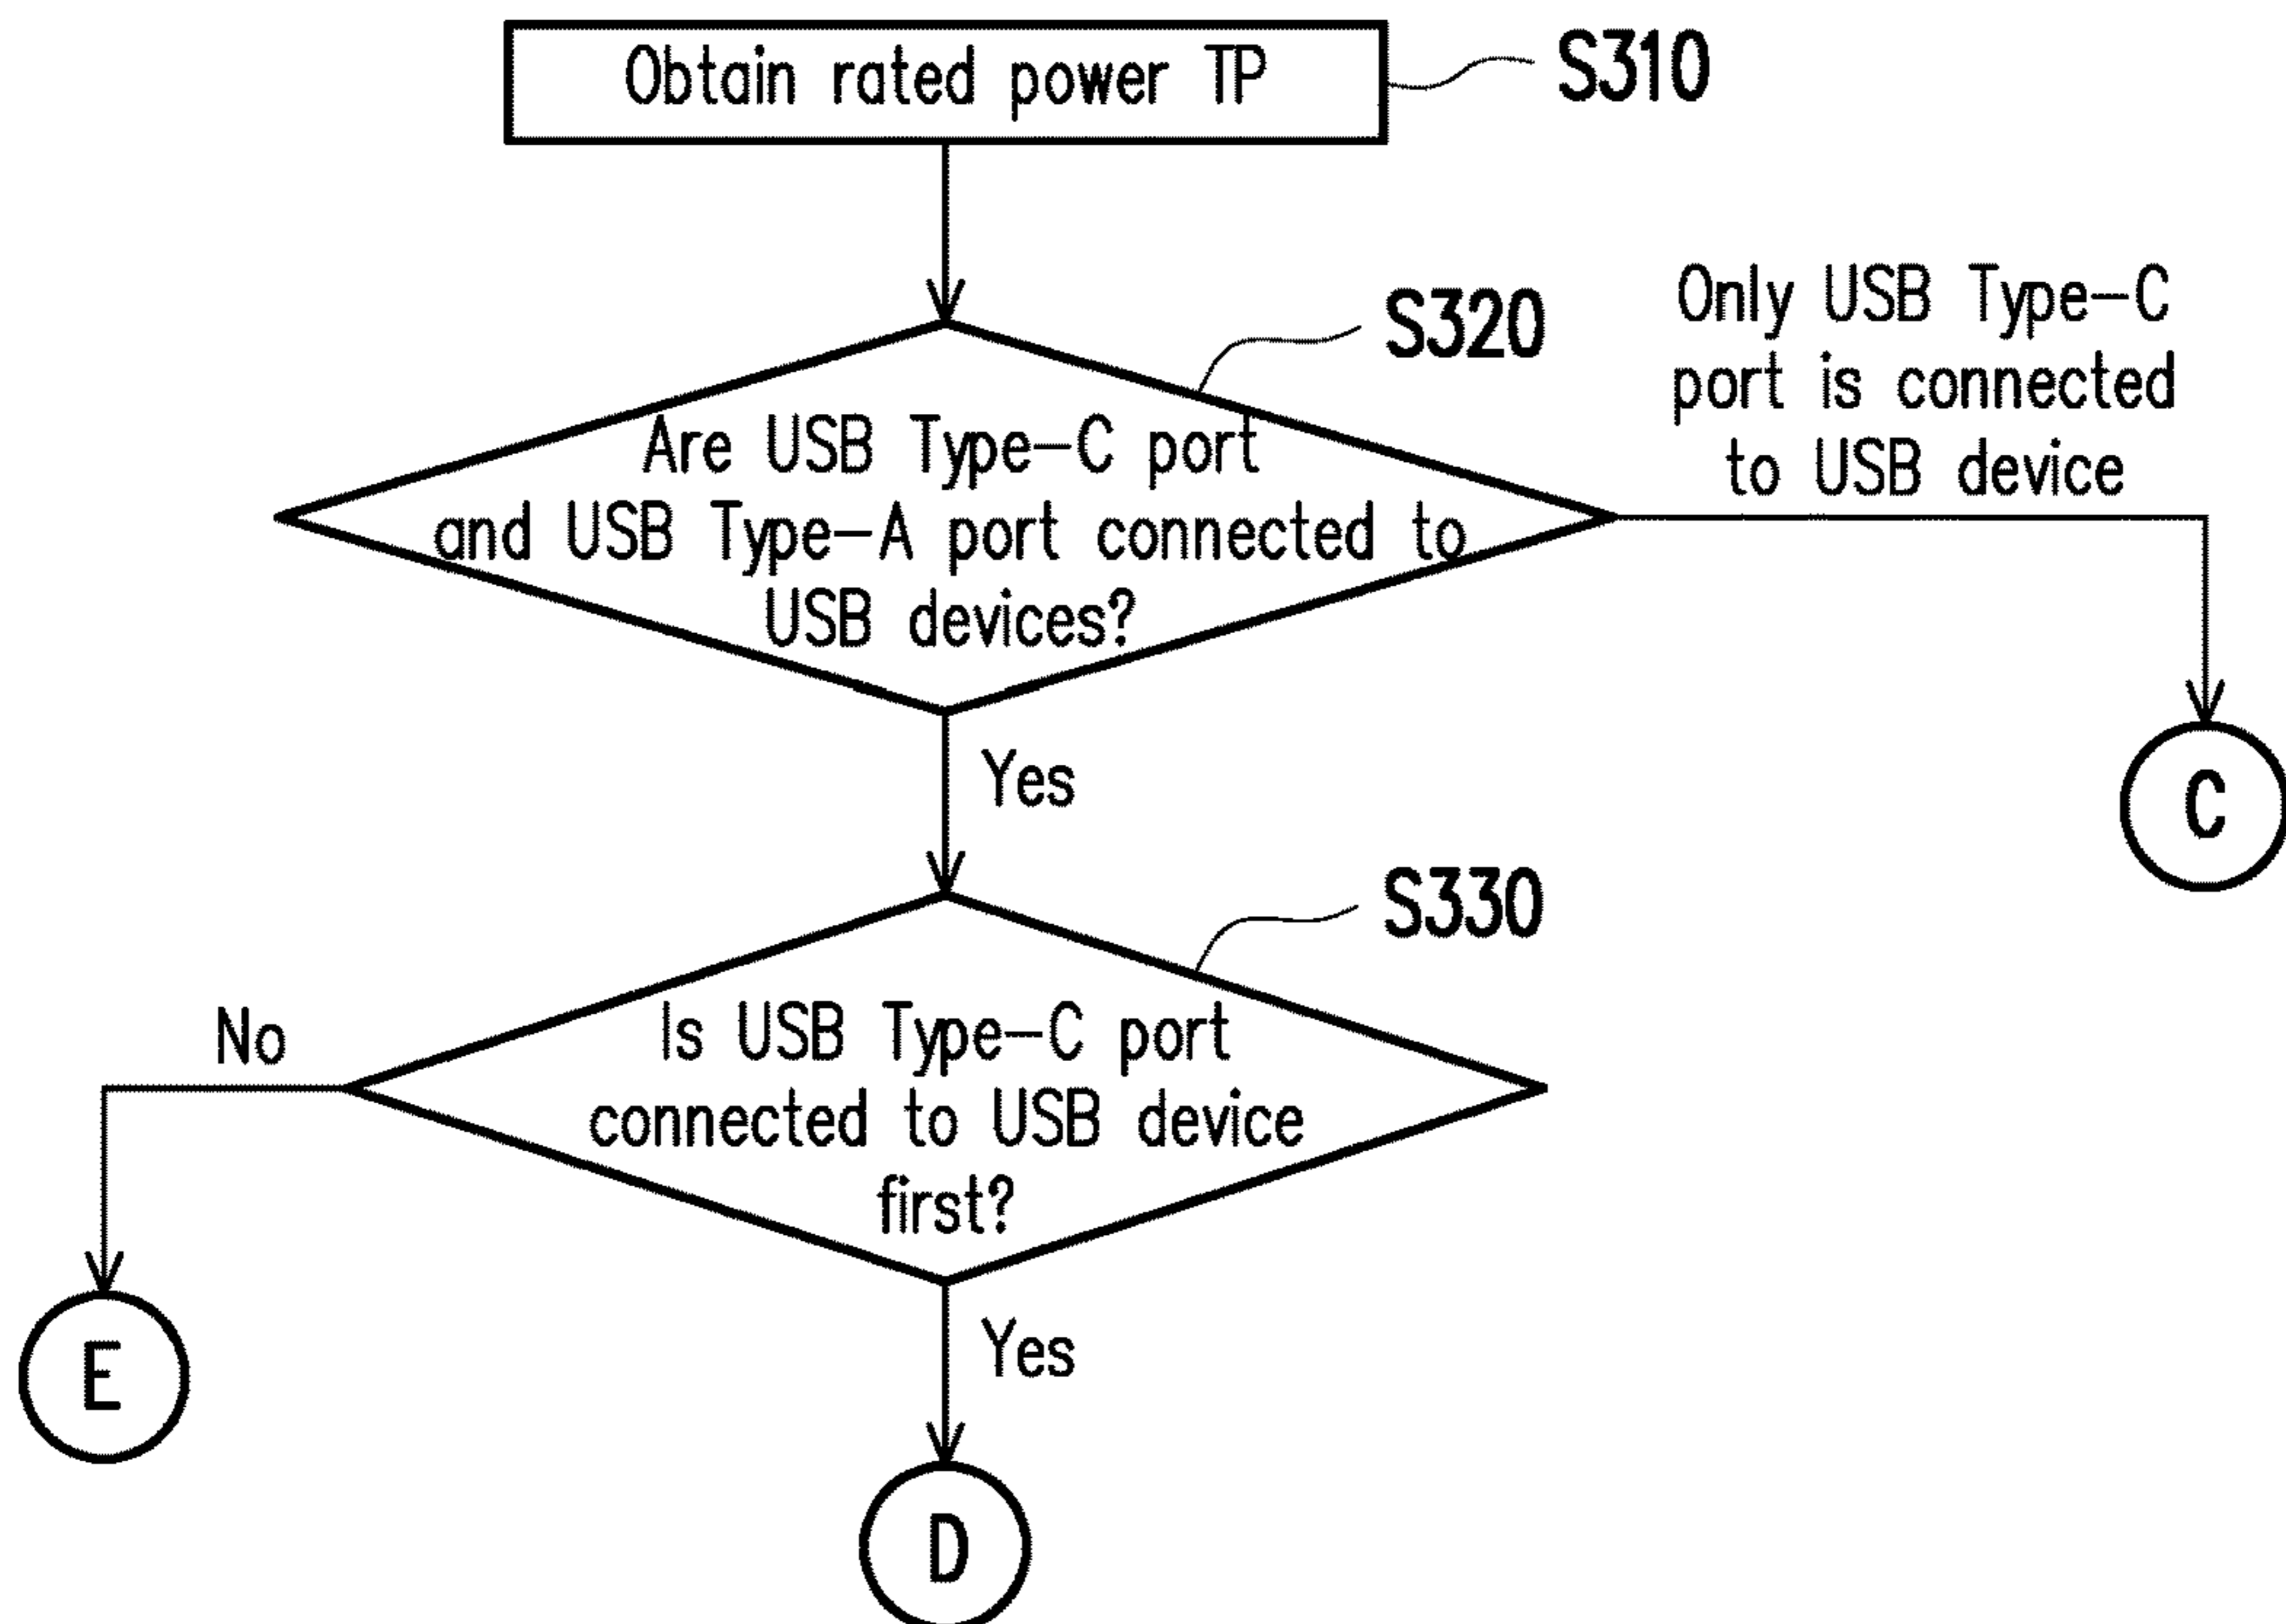 Obtain rated power TP
S310
S320
Only USB Type-C
port is connected
to USB device
Are USB Type-C port
and USB Type-A port connected to
USB devices?
C
Yes
S330
No
Is USB Type-C port
connected to USB device
first?
E
Yes
D